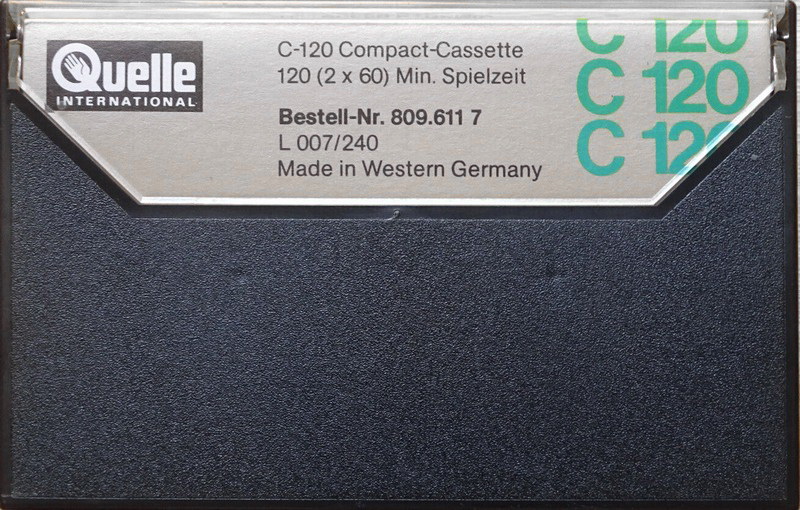 Quelle
INTERNATIONAL
C-120 Compact-Cassette
120 (2 x 60) Min. Spielzeit
Bestell-Nr. 809.611 7
L 007/240
Made in Western Germany
C 120
C 120
C 120